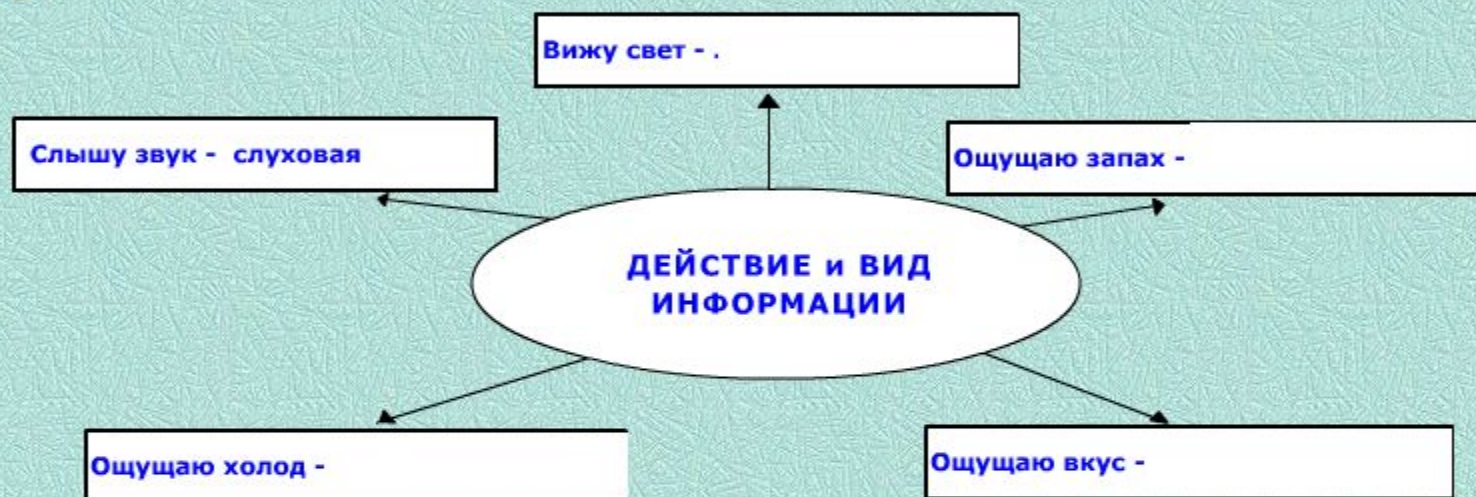 Вижу свет - .
Слышу звук - слуховая
Ощущаю запах -
ДЕЙСТВИЕ и ВИД
ИНФОРМАЦИИ
Ощущаю холод -
Ощущаю вкус -